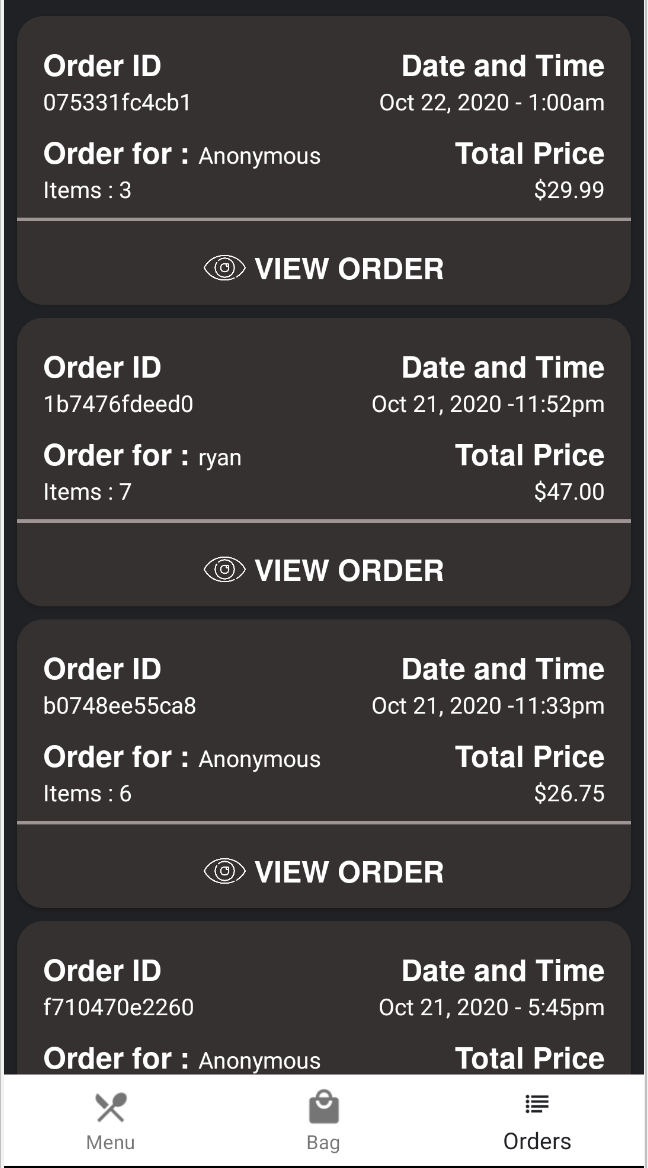 Order ID Date and Time
075331fc4cb1 Oct 22, 2020 - 1:00am
Order for : Anonymous Total Price
Items : 3 $29.99
VIEW ORDER
Order ID Date and Time
1b7476fdeed0 Oct 21, 2020 -11:52pm
Order for : ryan Total Price
Items : 7 $47.00
VIEW ORDER
Order ID Date and Time
b0748ee55ca8 Oct 21, 2020 -11:33pm
Order for : Anonymous Total Price
Items : 6 $26.75
VIEW ORDER
Order ID Date and Time
f710470e2260 Oct 21, 2020 - 5:45pm
Order for : Anonymous Total Price
Menu Bag Orders